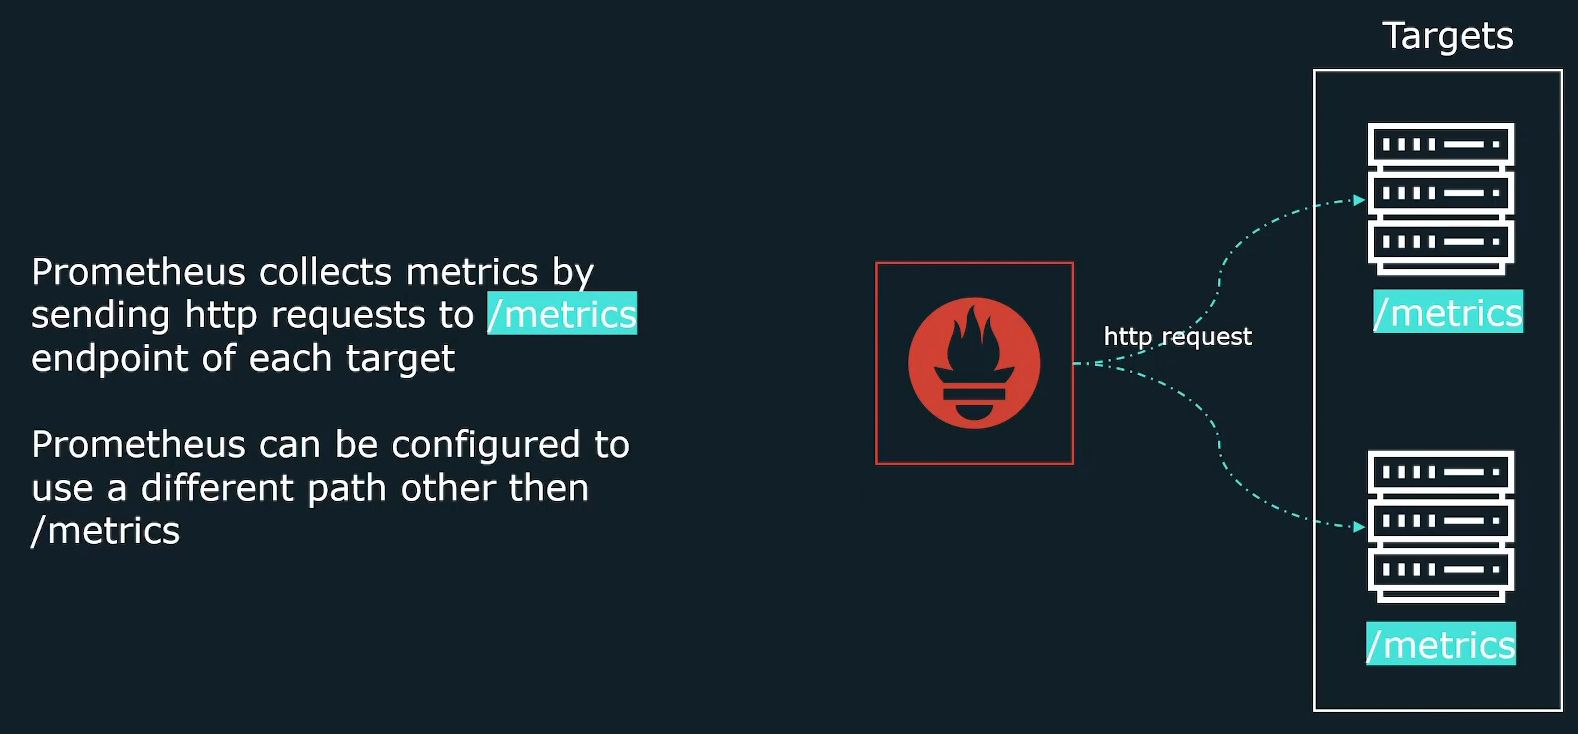 Targets
Prometheus collects metrics by
sending http requests to /metrics
endpoint of each target
Prometheus can be configured to
use a different path other then
/metrics
http request
/metrics
/metrics